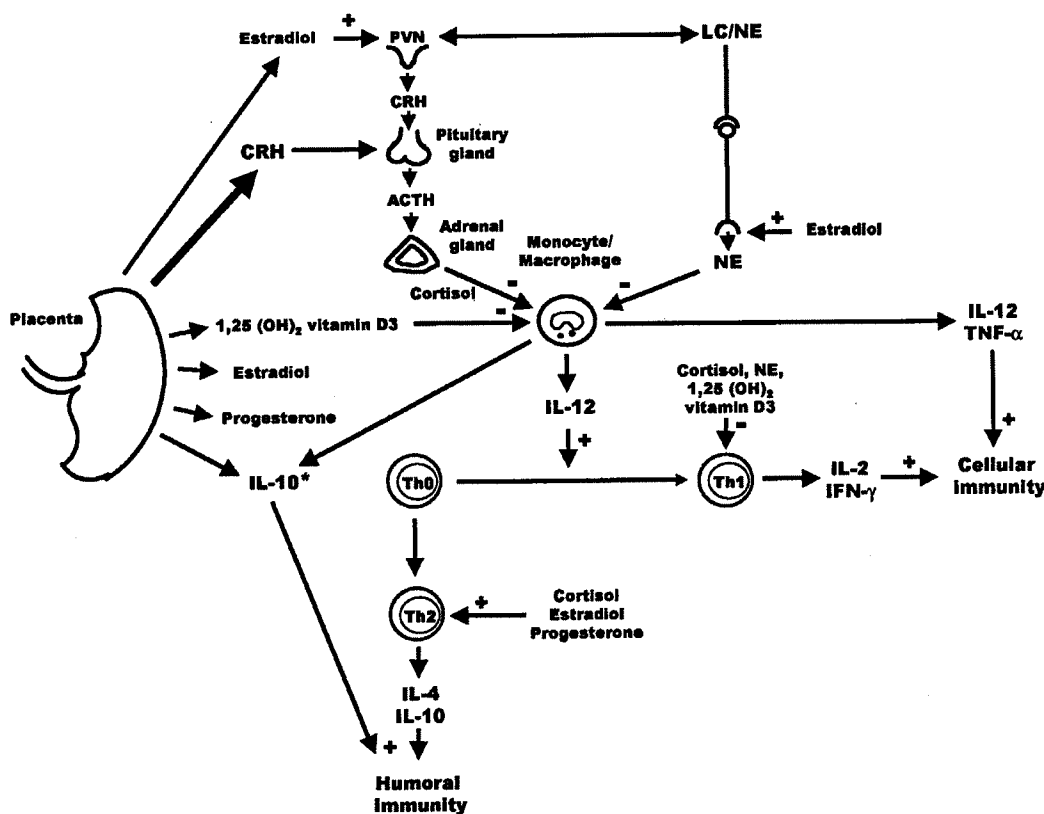 Estradiol
+
PVN
LC/NE
CRH
CRH
Pituitary
gland
ACTH
Adrenal
gland
Cortisol
-
Monocyte/
Macrophage
+
Estradiol
NE
-
Placenta
1,25 (OH)₂ vitamin D3
-
Estradiol
Progesterone
IL-10*
IL-12
TNF-α
+
IL-12
+
Cortisol, NE,
1,25 (OH)₂
vitamin D3
-
Th0
Th1
IL-2
IFN-γ
+
Cellular
immunity
Th2
+
Cortisol
Estradiol
Progesterone
IL-4
IL-10
+
Humoral
immunity